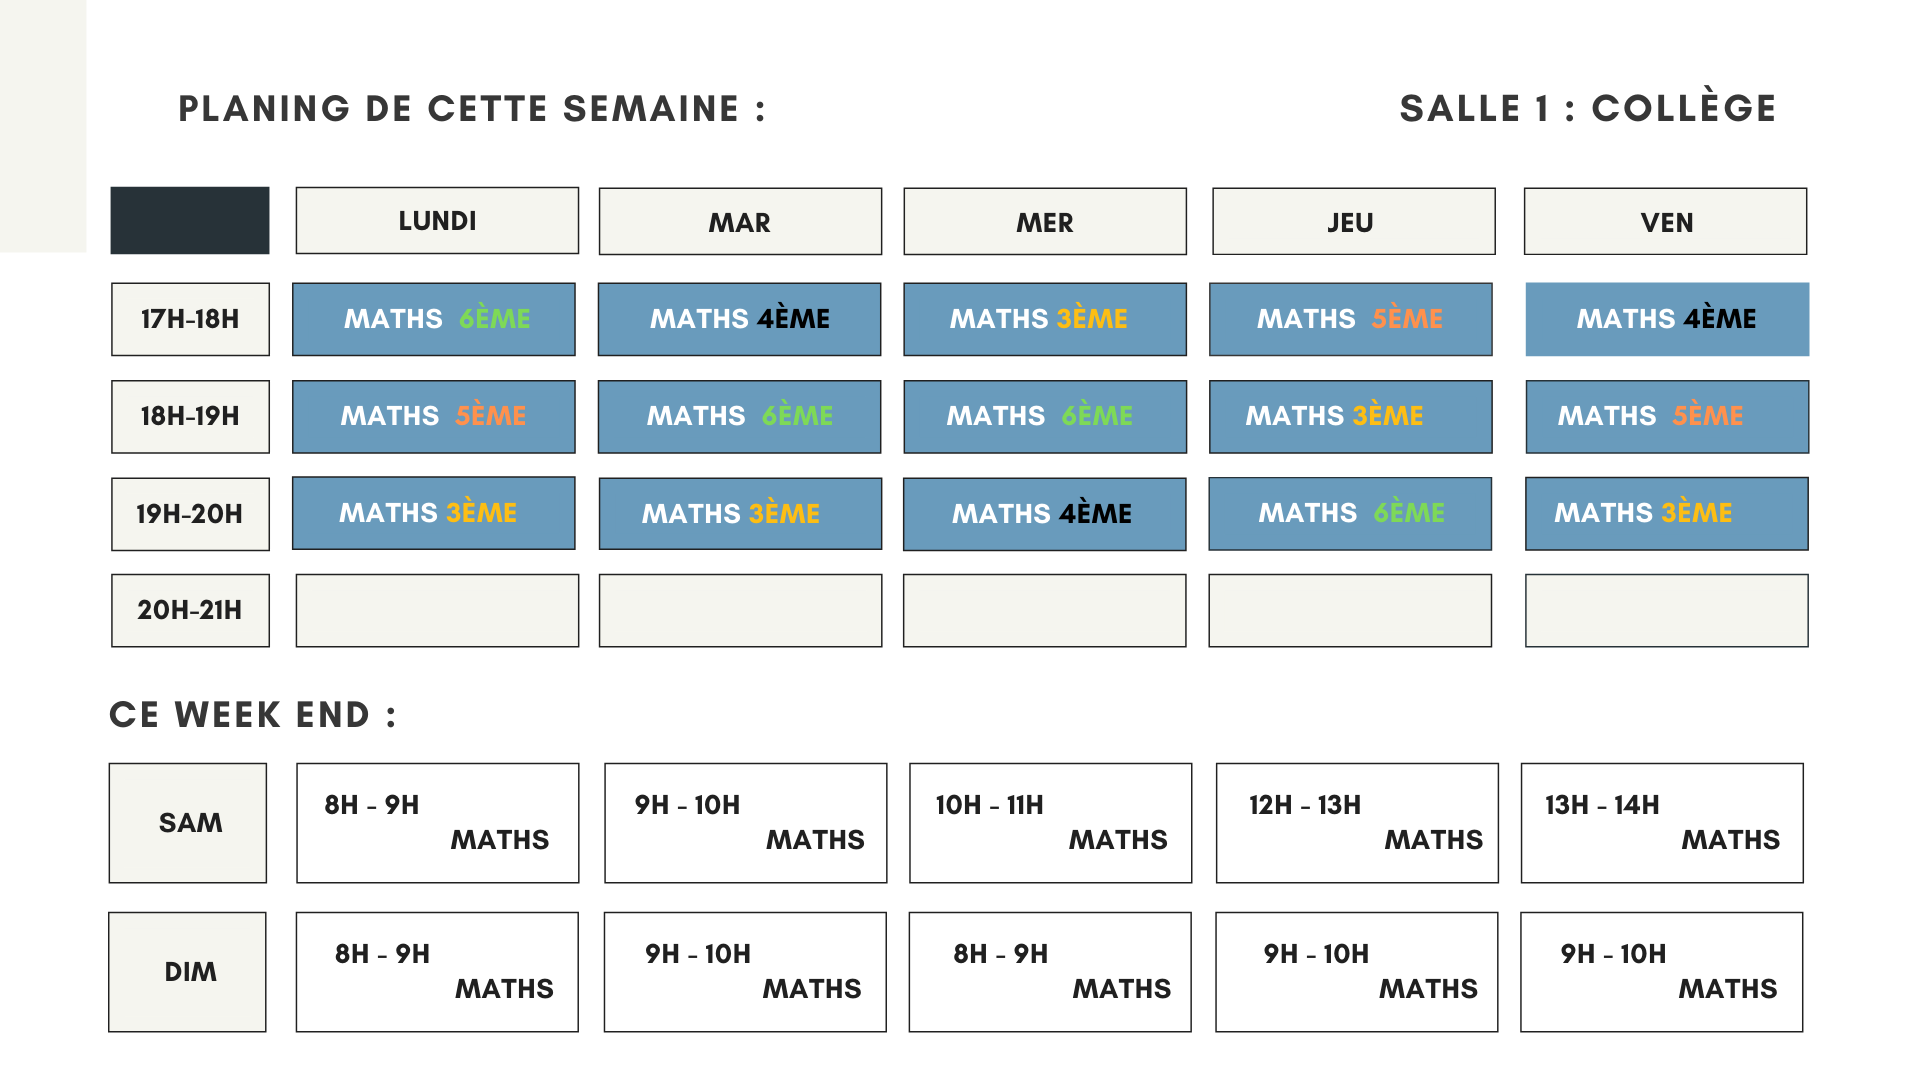 PLANING DE CETTE SEMAINE :
SALLE 1 : COLLÈGE
LUNDI MAR MER JEU VEN
17H-18H MATHS 6ÈME MATHS 4ÈME MATHS 3ÈME MATHS 5ÈME MATHS 4ÈME
18H-19H MATHS 5ÈME MATHS 6ÈME MATHS 6ÈME MATHS 3ÈME MATHS 5ÈME
19H-20H MATHS 3ÈME MATHS 3ÈME MATHS 4ÈME MATHS 6ÈME MATHS 3ÈME
20H-21H
CE WEEK END :
SAM
8H - 9H
MATHS
9H - 10H
MATHS
10H - 11H
MATHS
12H - 13H
MATHS
13H - 14H
MATHS
DIM
8H - 9H
MATHS
9H - 10H
MATHS
8H - 9H
MATHS
9H - 10H
MATHS
9H - 10H
MATHS